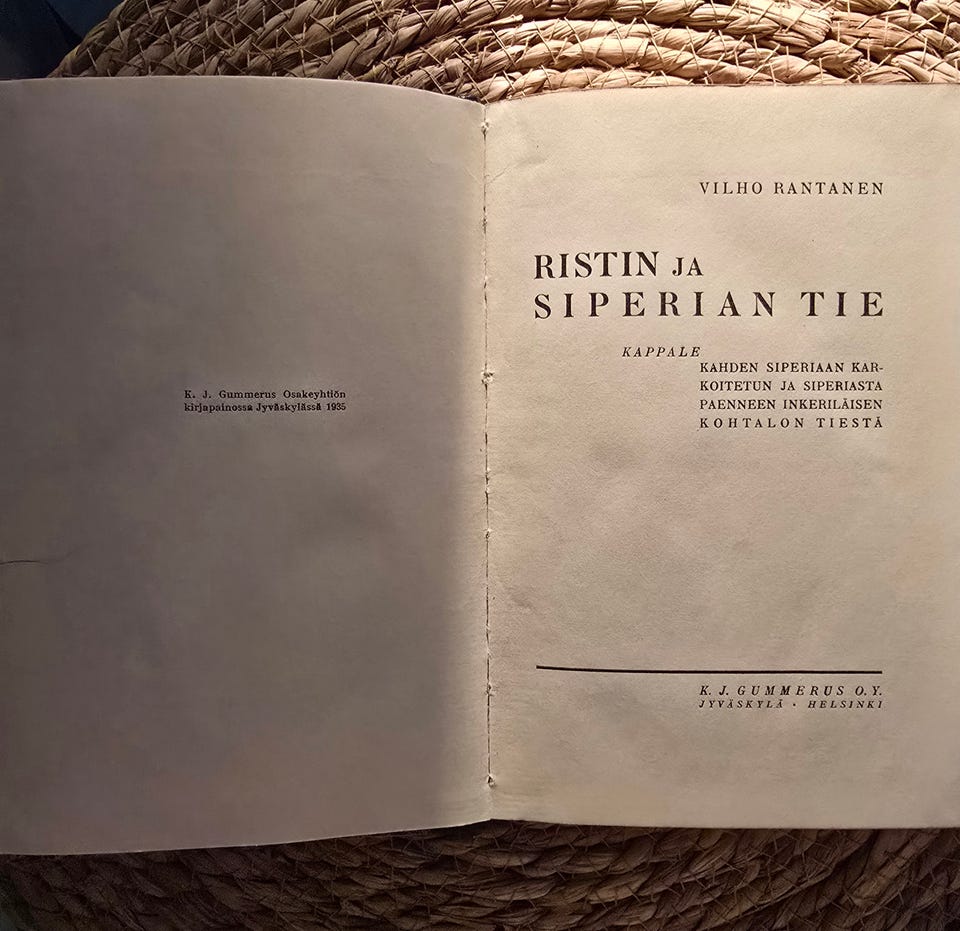 K. J. Gummerus Osakeyhtiön
kirjapainossa Jyväskylässä 1935
VILHO RANTANEN
RISTIN JA
SIPERIAN TIE
KAPPALE
KAHDEN SIPERIAAN KAR-
KOITETUN JA SIPERIASTA
PAENNEEN INKERILÄISEN
KOHTALON TIESTÄ
K. J. GUMMERUS O.Y.
JYVÄSKYLÄ · HELSINKI